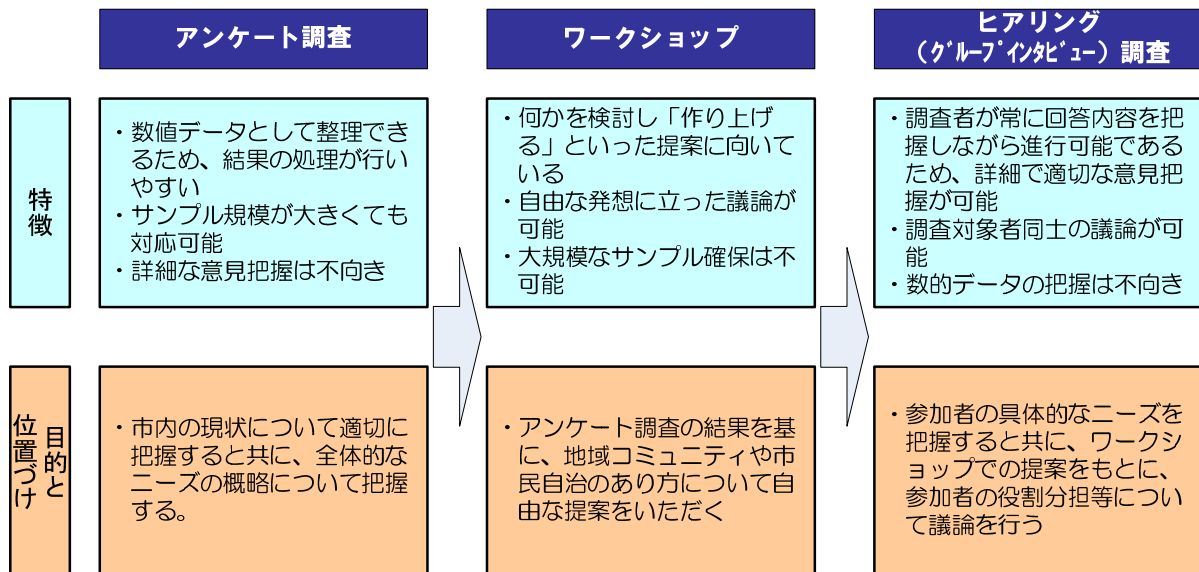 アンケート調査
ワークショップ
ヒアリング
（ｸﾞﾙｰﾌﾟｲﾝﾀﾋﾞｭｰ）調査
特徴
・数値データとして整理でき
るため、結果の処理が行い
やすい
・サンプル規模が大きくても
対応可能
・詳細な意見把握は不向き
・何かを検討し「作り上げ
る」といった提案に向いて
いる
・自由な発想に立った議論が
可能
・大規模なサンプル確保は不
可能
・調査者が常に回答内容を把
握しながら進行可能である
ため、詳細で適切な意見把
握が可能
・調査対象者同士の議論が可
能
・数的データの把握は不向き
目的と
位置づけ
・市内の現状について適切に
把握すると共に、全体的な
ニーズの概略について把握
する。
・アンケート調査の結果を基
に、地域コミュニティや市
民自治のあり方について自
由な提案をいただく
・参加者の具体的なニーズを
把握すると共に、ワークシ
ョップでの提案をもとに、
参加者の役割分担等につい
て議論を行う